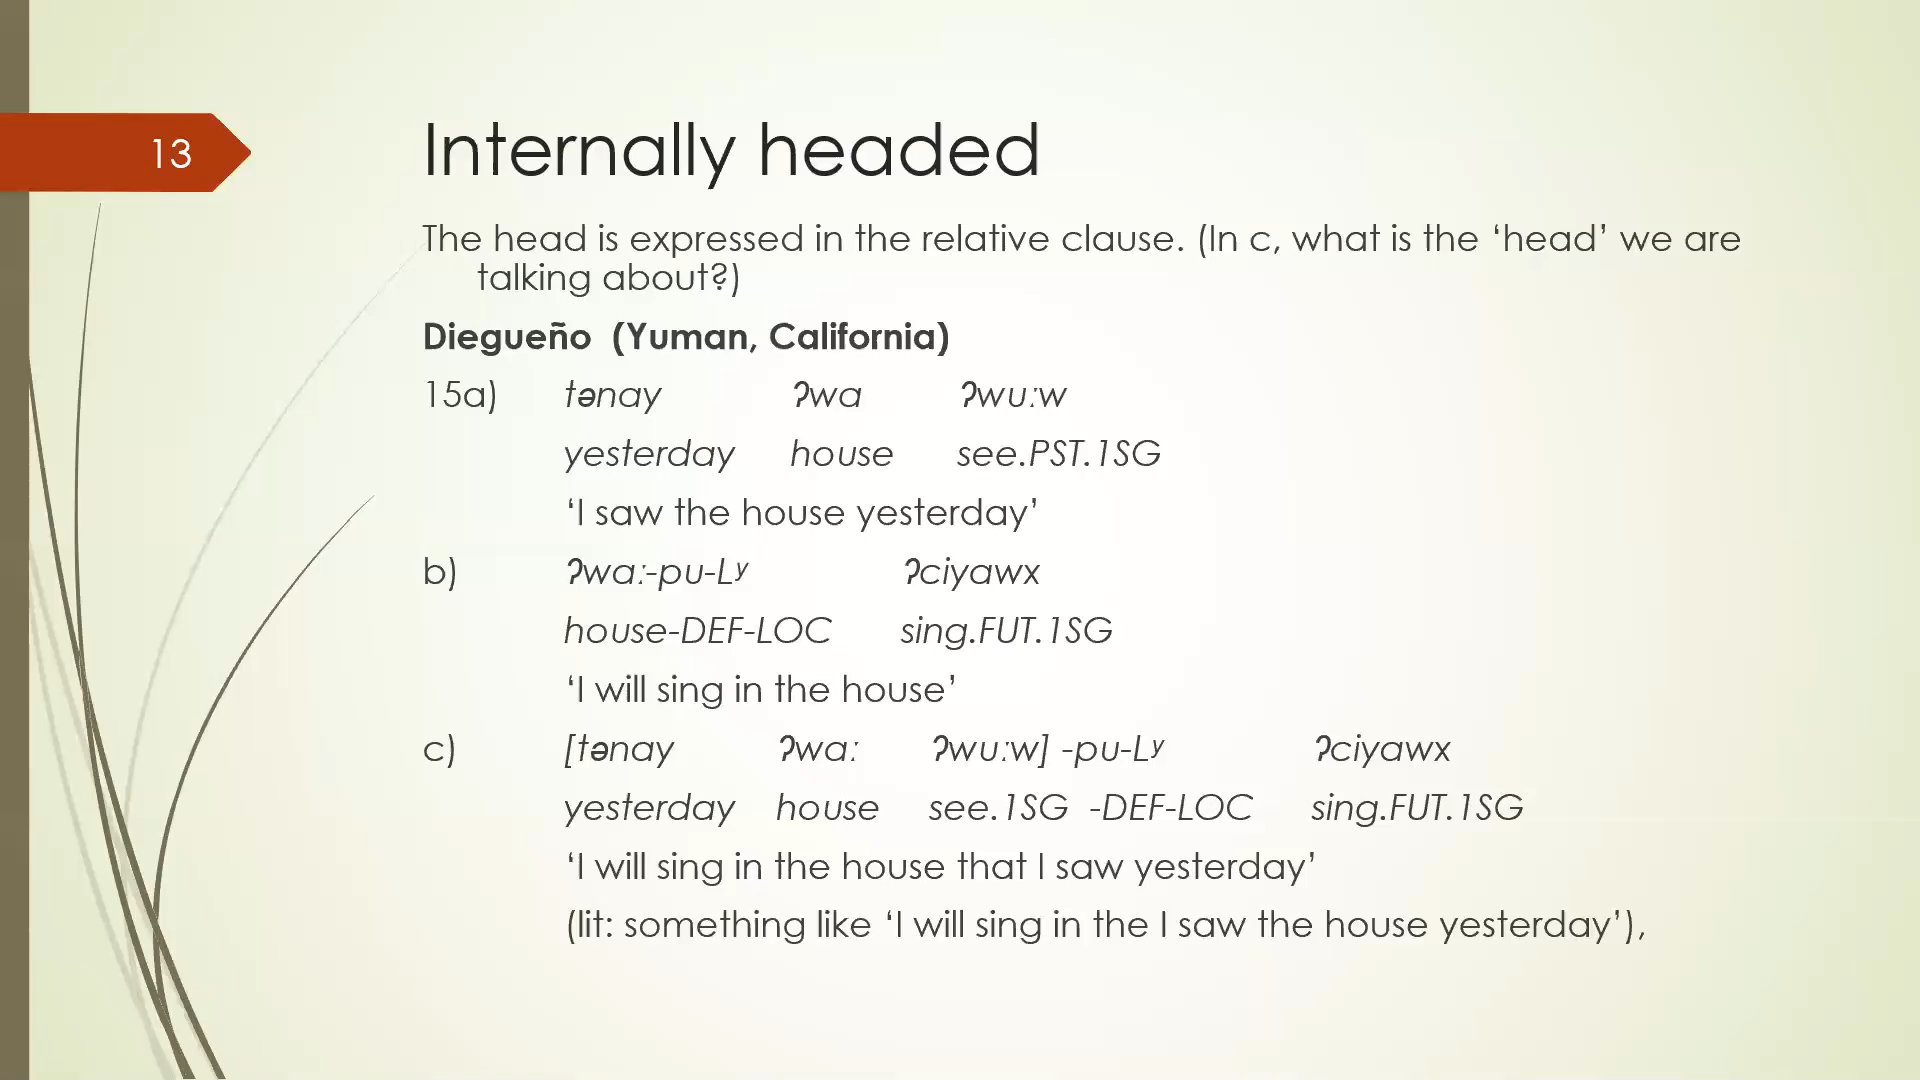 13
Internally headed
The head is expressed in the relative clause. (In c, what is the ‘head’ we are
talking about?)
Diegueño (Yuman, California)
15a) tənay ʔwa ʔwuːw
yesterday house see.PST.1SG
‘I saw the house yesterday’
b) ʔwaː-pu-Lʸ ʔciyawx
house-DEF-LOC sing.FUT.1SG
‘I will sing in the house’
c) [tənay ʔwaː ʔwuːw] -pu-Lʸ ʔciyawx
yesterday house see.1SG -DEF-LOC sing.FUT.1SG
‘I will sing in the house that I saw yesterday’
(lit: something like ‘I will sing in the I saw the house yesterday’),